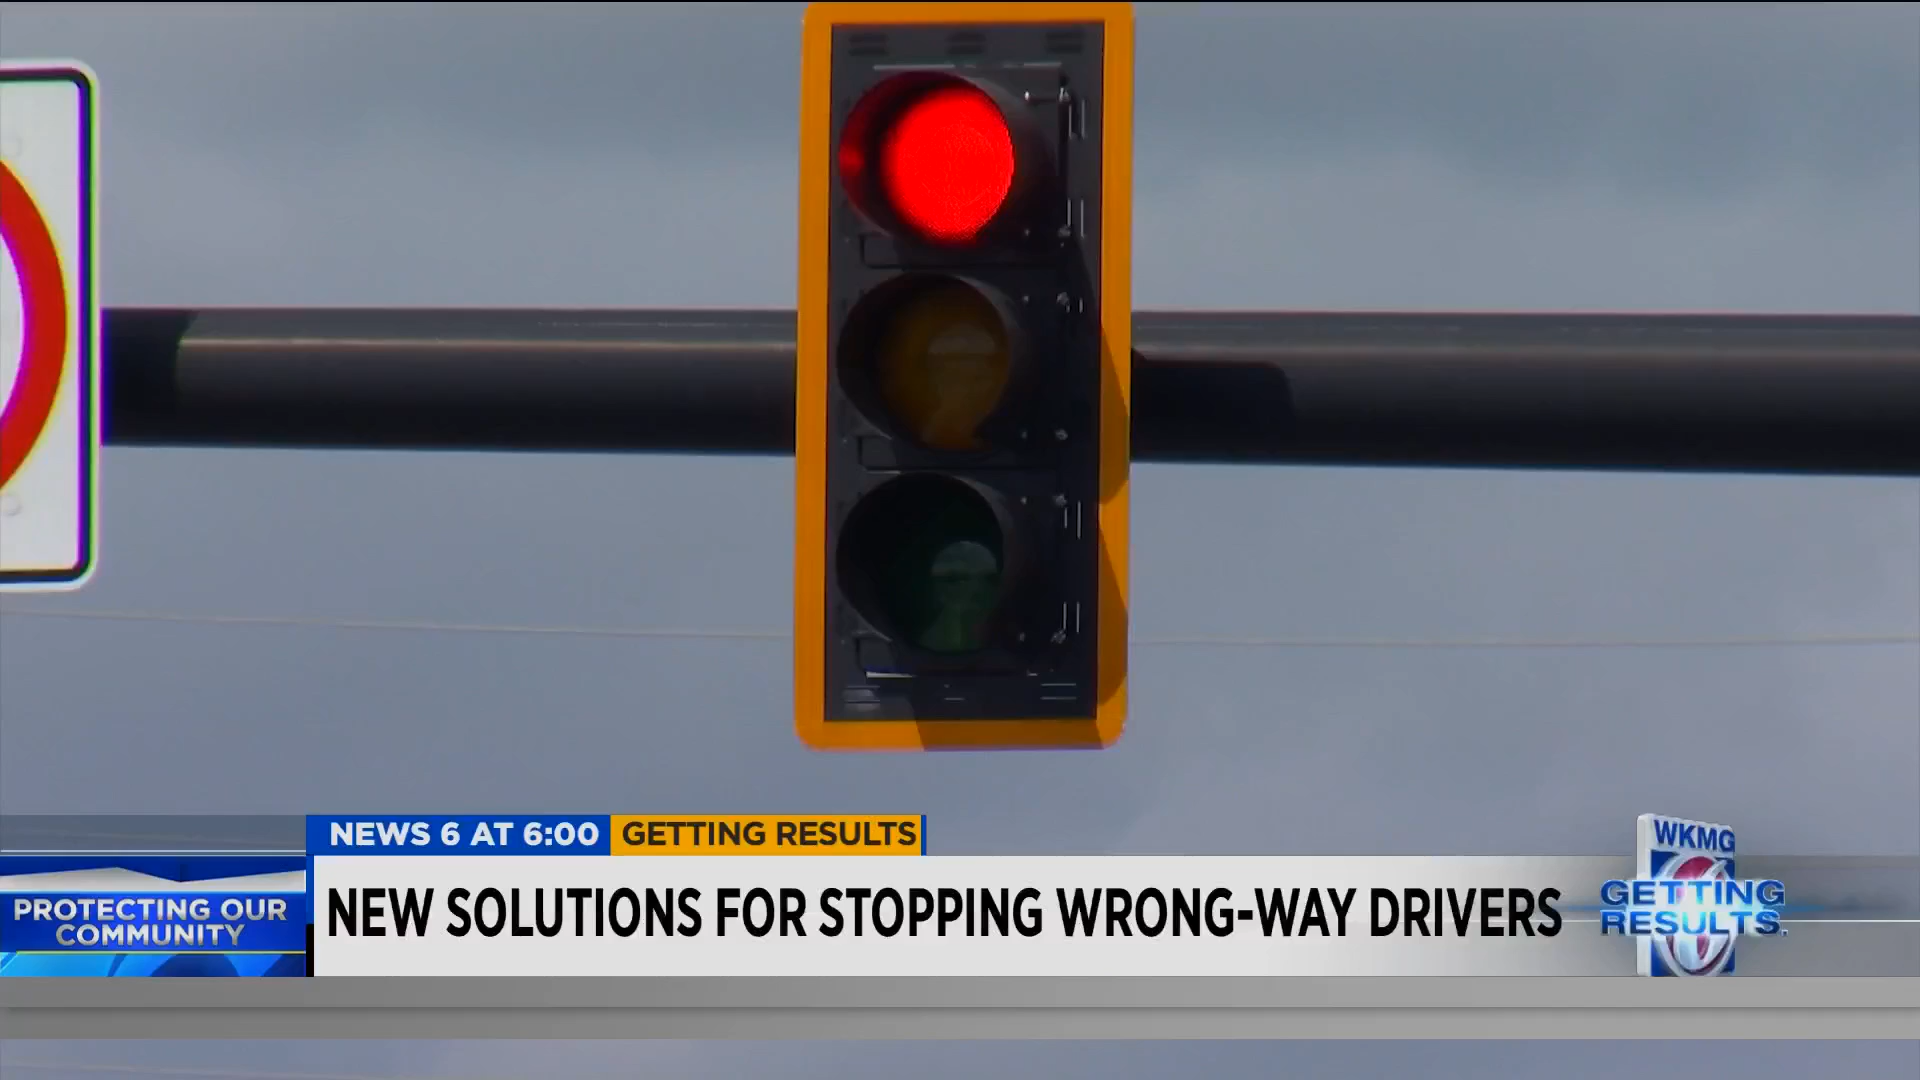 NEWS 6 AT 6:00 GETTING RESULTS
PROTECTING OUR
COMMUNITY
NEW SOLUTIONS FOR STOPPING WRONG-WAY DRIVERS
WKMG
GETTING
RESULTS.